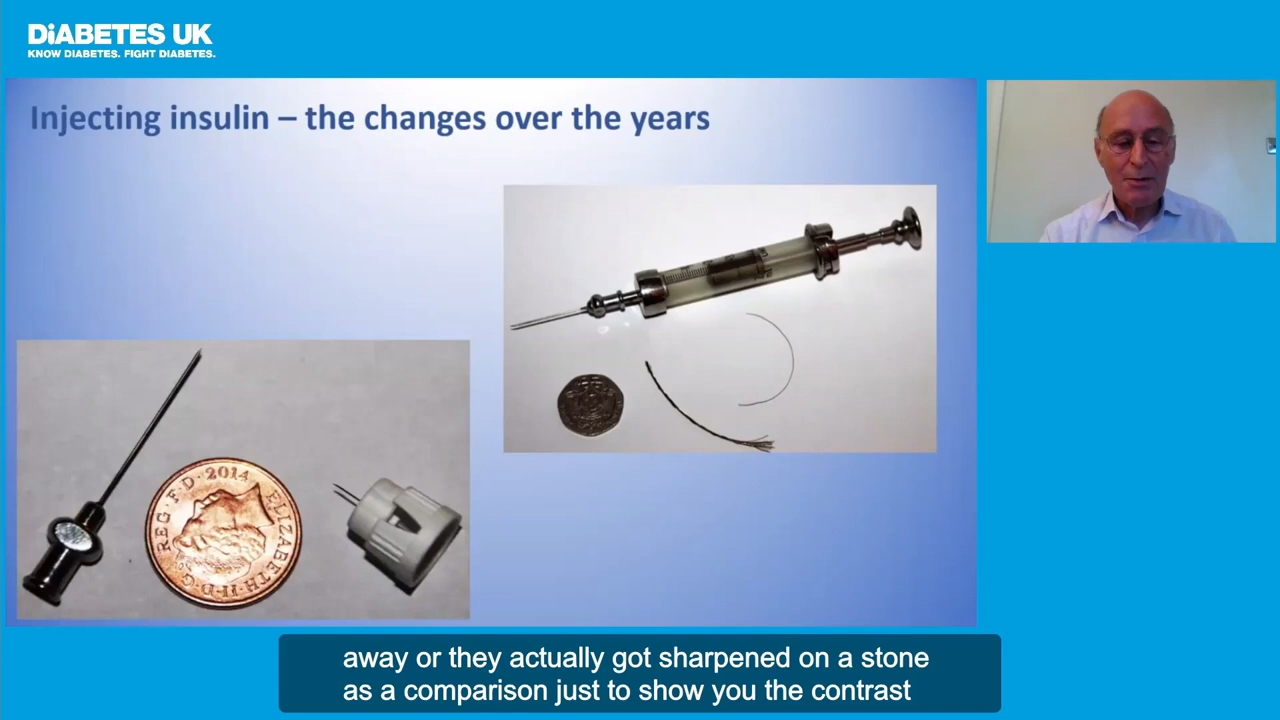 DiABETES UK
KNOW DIABETES. FIGHT DIABETES.
Injecting insulin – the changes over the years
ELIZABETH·II·D·G·REG·F·D·2014
away or they actually got sharpened on a stone
as a comparison just to show you the contrast